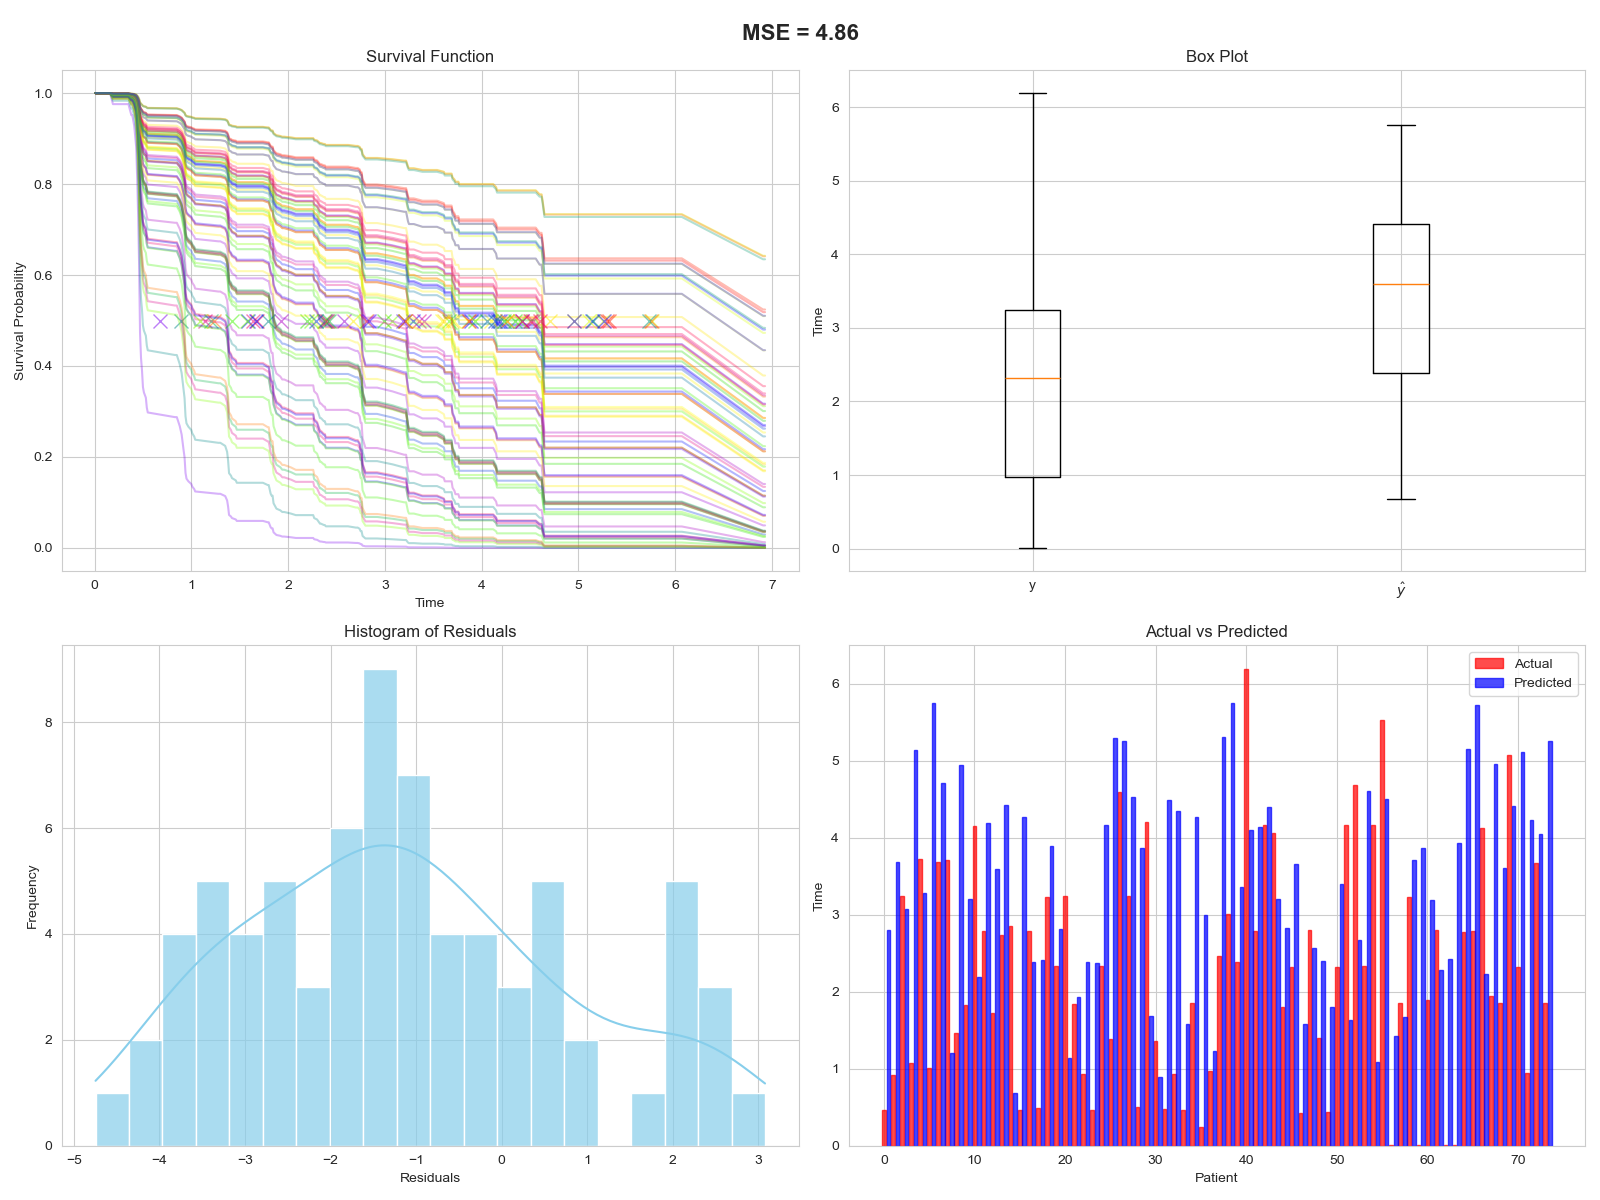 MSE = 4.86
Survival Function
Survival Probability
1.0
0.8
0.6
0.4
0.2
0.0
0 1 2 3 4 5 6 7
Time
Box Plot
Time
6
5
4
3
2
1
0
y ŷ
Histogram of Residuals
Frequency
8
6
4
2
0
−5 −4 −3 −2 −1 0 1 2 3
Residuals
Actual vs Predicted
Actual
Predicted
Time
6
5
4
3
2
1
0
0 10 20 30 40 50 60 70
Patient